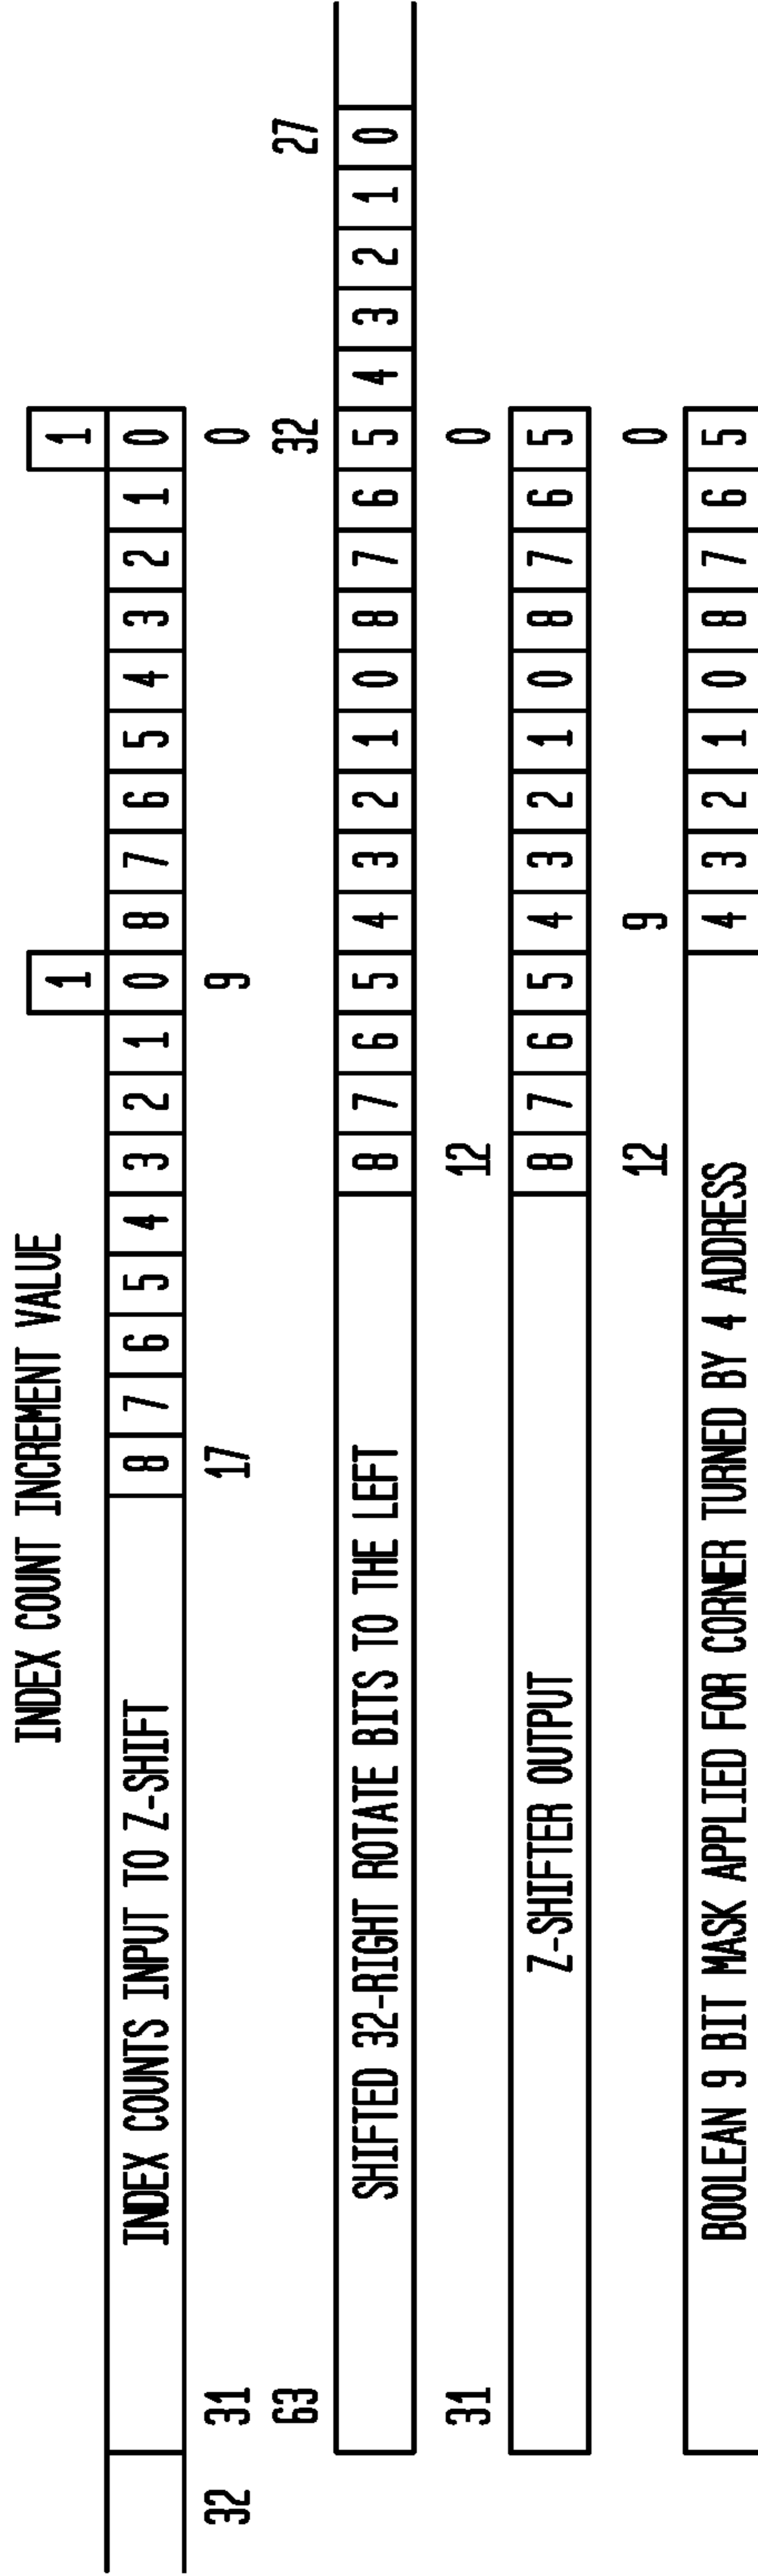 INDEX COUNT INCREMENT VALUE
1 1
INDEX COUNTS INPUT TO Z-SHIFT 8 7 6 5 4 3 2 1 0 8 7 6 5 4 3 2 1 0
32 31 17 9 0
63 32 27
SHIFTED 32-RIGHT ROTATE BITS TO THE LEFT 8 7 6 5 4 3 2 1 0 8 7 6 5 4 3 2 1 0
31 12 0
Z-SHIFTER OUTPUT 8 7 6 5 4 3 2 1 0 8 7 6 5
12 9 0
BOOLEAN 9 BIT MASK APPLIED FOR CORNER TURNED BY 4 ADDRESS 4 3 2 1 0 8 7 6 5